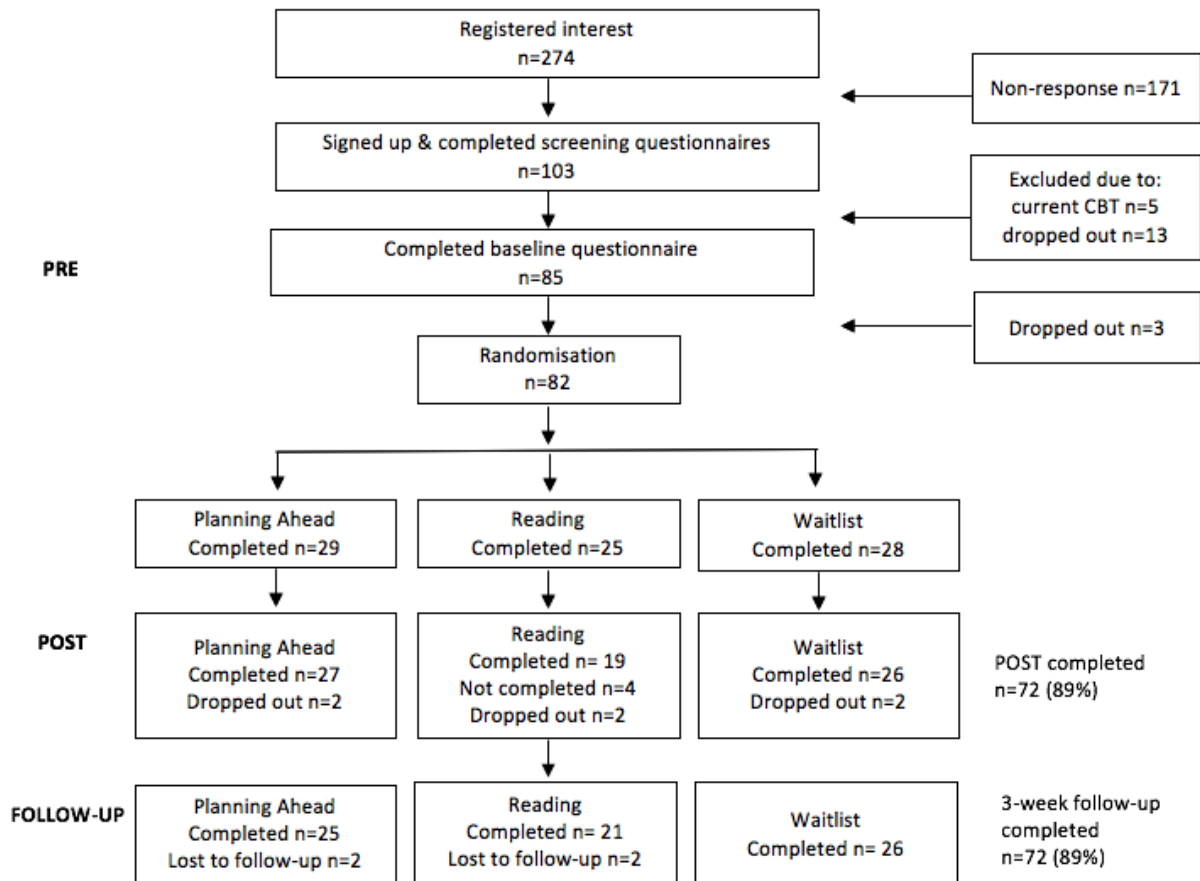 Registered interest
n=274
Non-response n=171
Signed up & completed screening questionnaires
n=103
Excluded due to:
current CBT n=5
dropped out n=13
PRE
Completed baseline questionnaire
n=85
Dropped out n=3
Randomisation
n=82
Planning Ahead
Completed n=29
Reading
Completed n=25
Waitlist
Completed n=28
POST
Planning Ahead
Completed n=27
Dropped out n=2
Reading
Completed n= 19
Not completed n=4
Dropped out n=2
Waitlist
Completed n=26
Dropped out n=2
POST completed
n=72 (89%)
FOLLOW-UP
Planning Ahead
Completed n=25
Lost to follow-up n=2
Reading
Completed n= 21
Lost to follow-up n=2
Waitlist
Completed n= 26
3-week follow-up
completed
n=72 (89%)